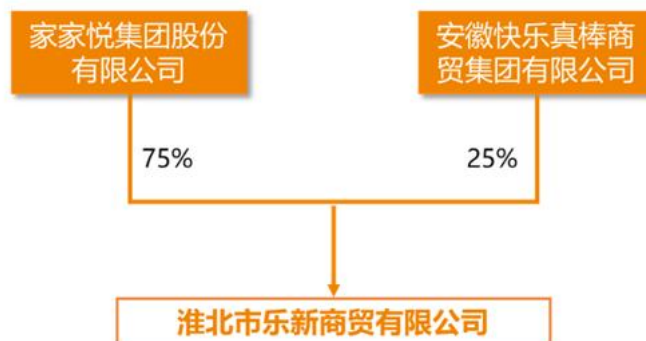 家家悦集团股份
有限公司
安徽快乐真棒商
贸集团有限公司
75%
25%
淮北市乐新商贸有限公司